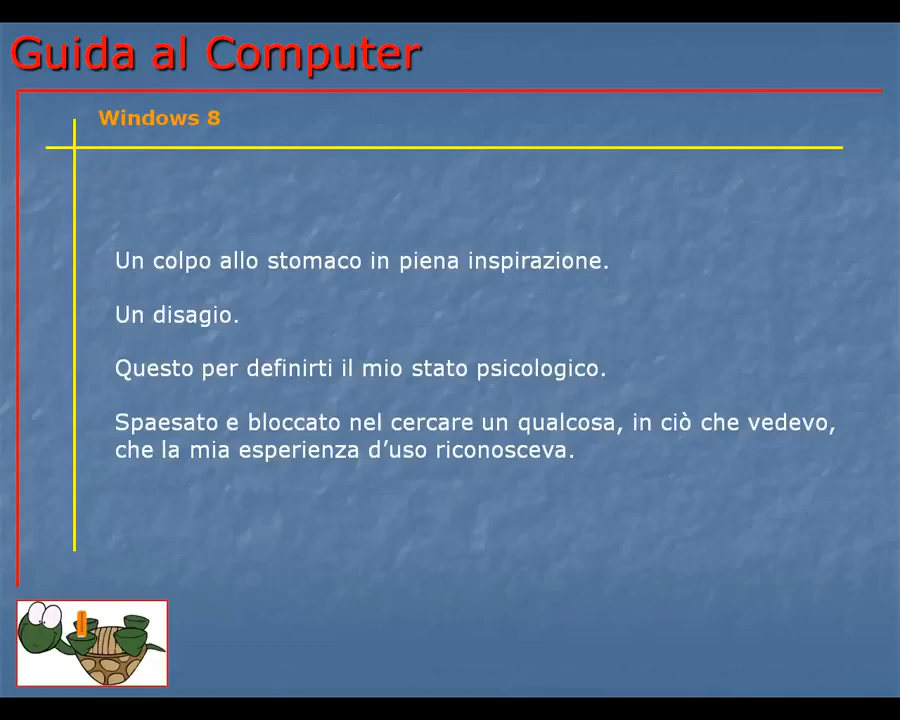 Guida al Computer
Windows 8
Un colpo allo stomaco in piena inspirazione.
Un disagio.
Questo per definirti il mio stato psicologico.
Spaesato e bloccato nel cercare un qualcosa, in ciò che vedevo,
che la mia esperienza d’uso riconosceva.